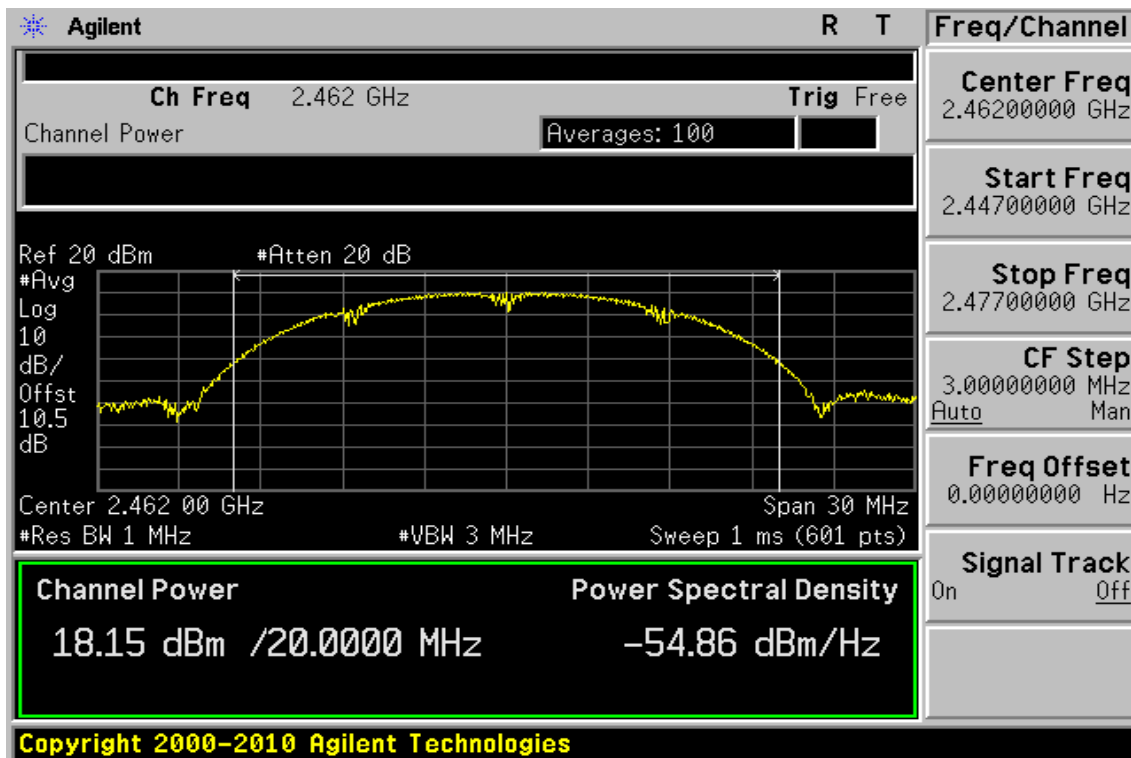 Agilent R T Freq/Channel
Ch Freq 2.462 GHz Trig Free
Channel Power Averages: 100
Center Freq
2.46200000 GHz
Start Freq
2.44700000 GHz
Stop Freq
2.47700000 GHz
CF Step
3.00000000 MHz
Auto Man
Freq Offset
0.00000000 Hz
Signal Track
On Off
Ref 20 dBm #Atten 20 dB
#Avg
Log
10
dB/
Offst
10.5
dB
Center 2.462 00 GHz Span 30 MHz
#Res BW 1 MHz #VBW 3 MHz Sweep 1 ms (601 pts)
Channel Power Power Spectral Density
18.15 dBm /20.0000 MHz -54.86 dBm/Hz
Copyright 2000-2010 Agilent Technologies